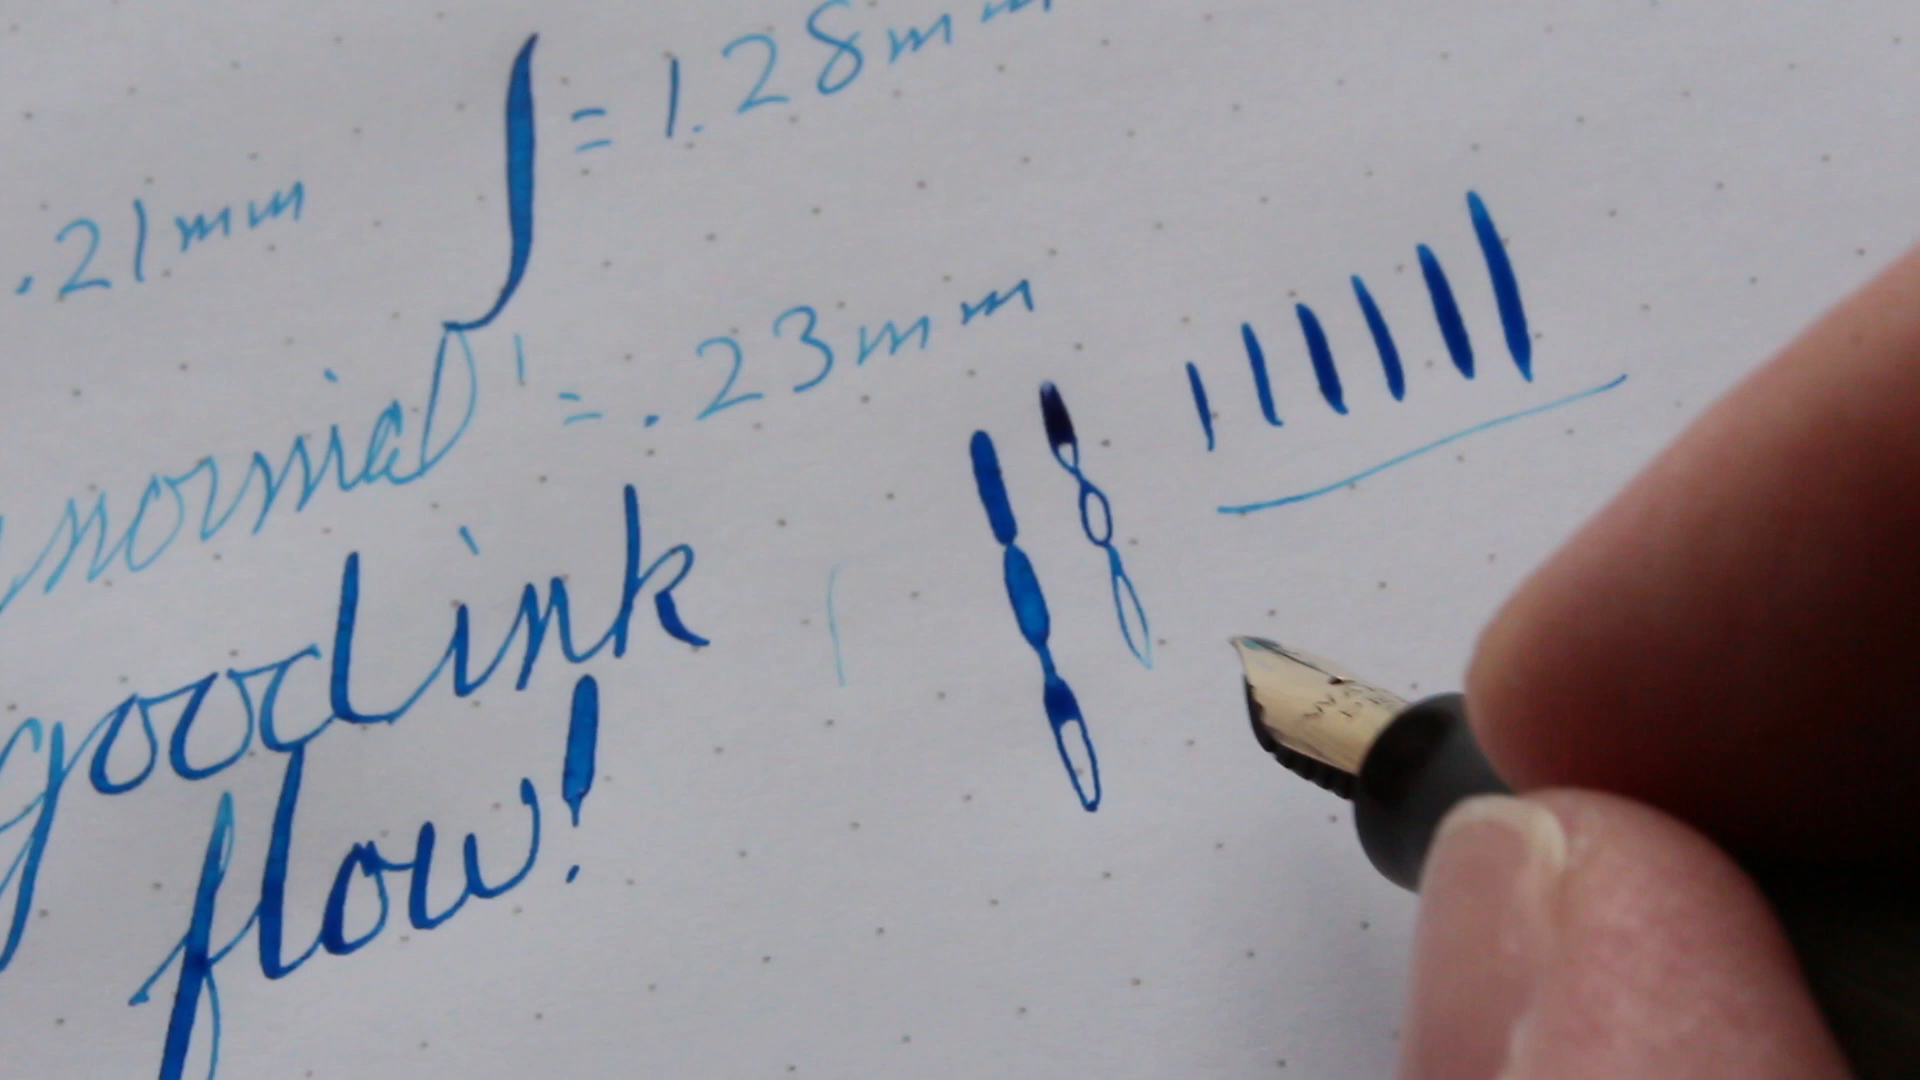 = 1.28mm
.21mm
normal ' = .23mm
good ink
flow!